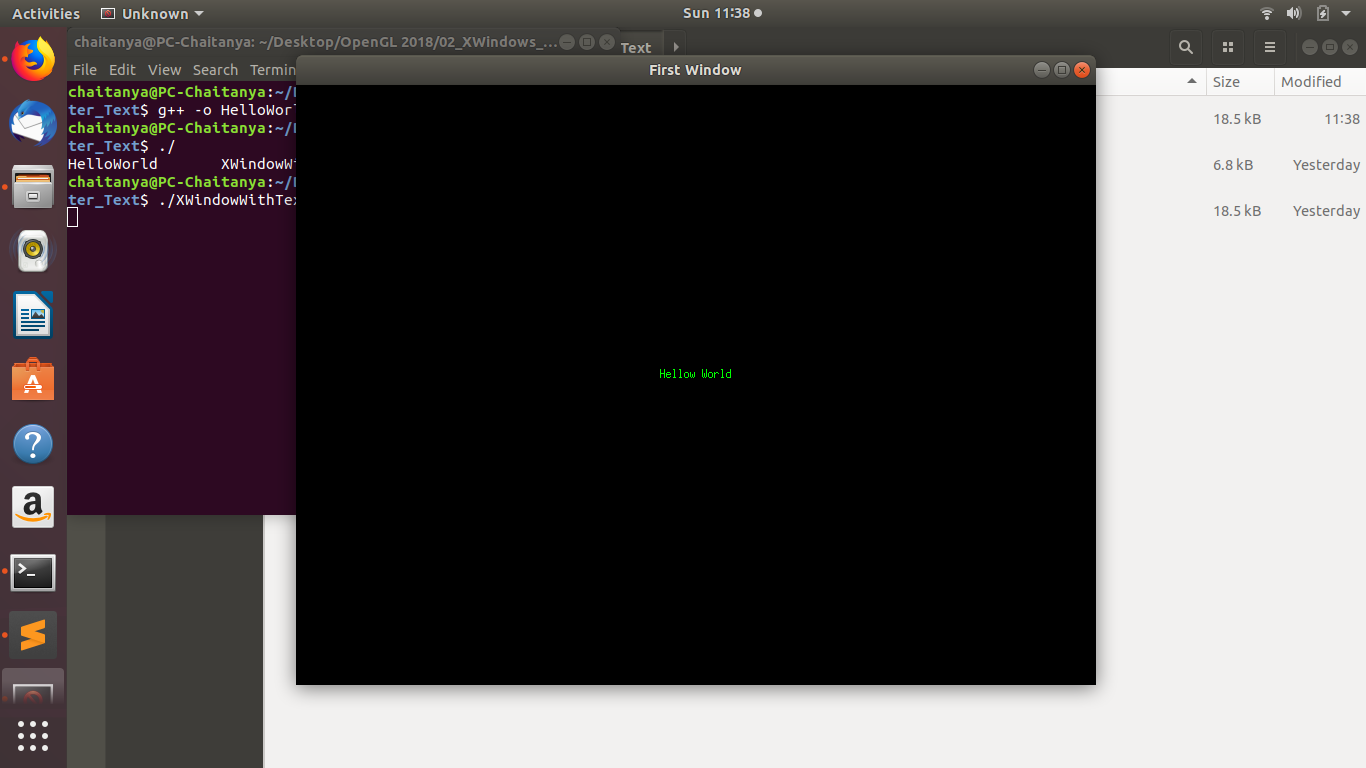 Activities
Unknown
Sun 11:38
chaitanya@PC-Chaitanya: ~/Desktop/OpenGL 2018/02_XWindows_...
Text
File Edit View Search Termin
First Window
Size
Modified
chaitanya@PC-Chaitanya:~/
ter_Text$ g++ -o HelloWorl
chaitanya@PC-Chaitanya:~/
ter_Text$ ./
HelloWorld XWindowWi
chaitanya@PC-Chaitanya:~/
ter_Text$ ./XWindowWithTex
18.5 kB 11:38
6.8 kB Yesterday
18.5 kB Yesterday
Hellow World